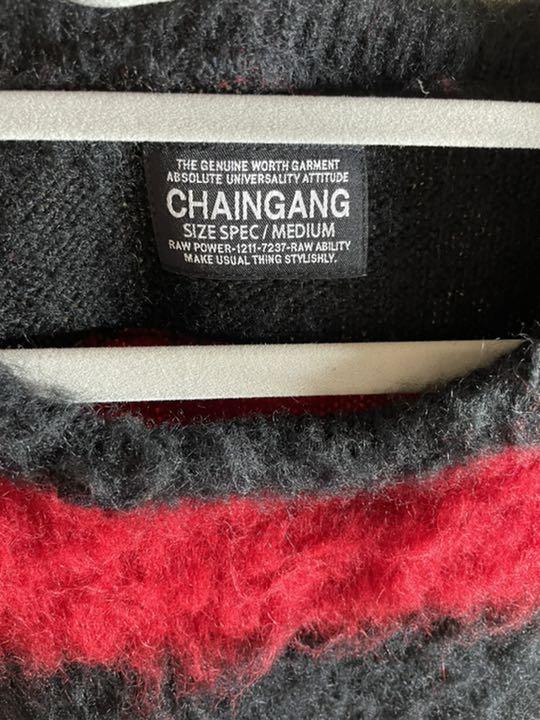 THE GENUINE WORTH GARMENT
ABSOLUTE UNIVERSALITY ATTITUDE
CHAINGANG
SIZE SPEC / MEDIUM
RAW POWER-1211-7237-RAW ABILITY
MAKE USUAL THING STYLISHLY.